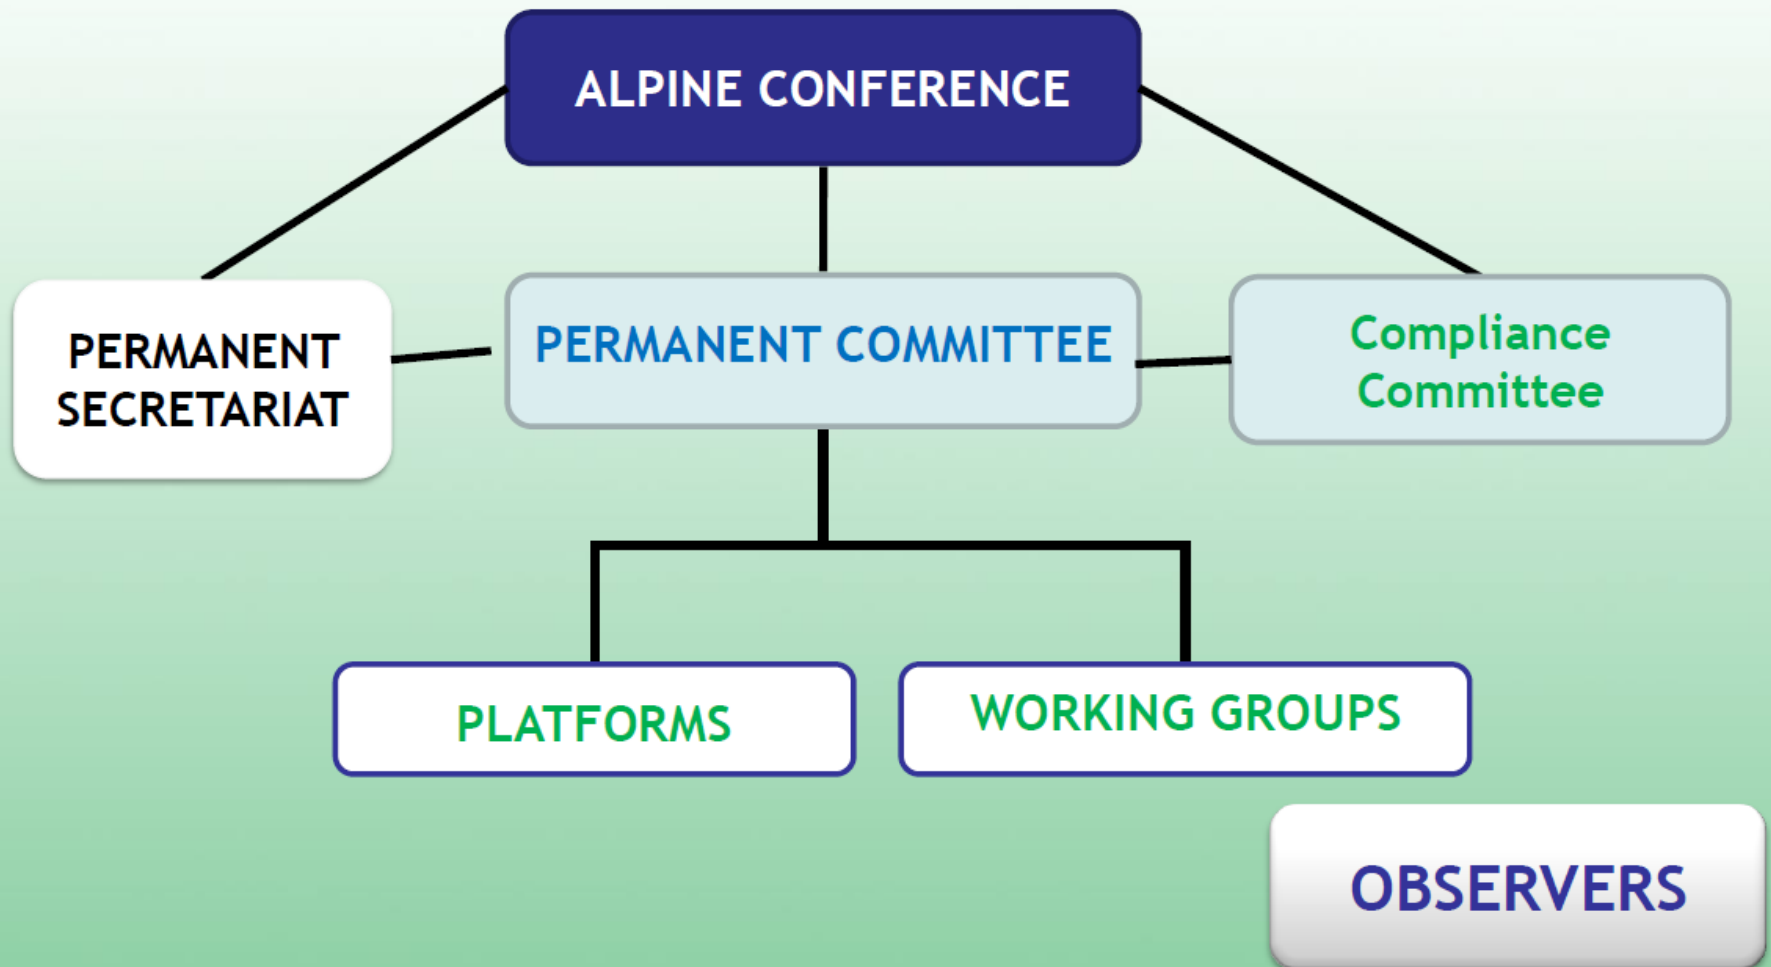 ALPINE CONFERENCE
PERMANENT
SECRETARIAT
PERMANENT COMMITTEE
Compliance
Committee
PLATFORMS
WORKING GROUPS
OBSERVERS